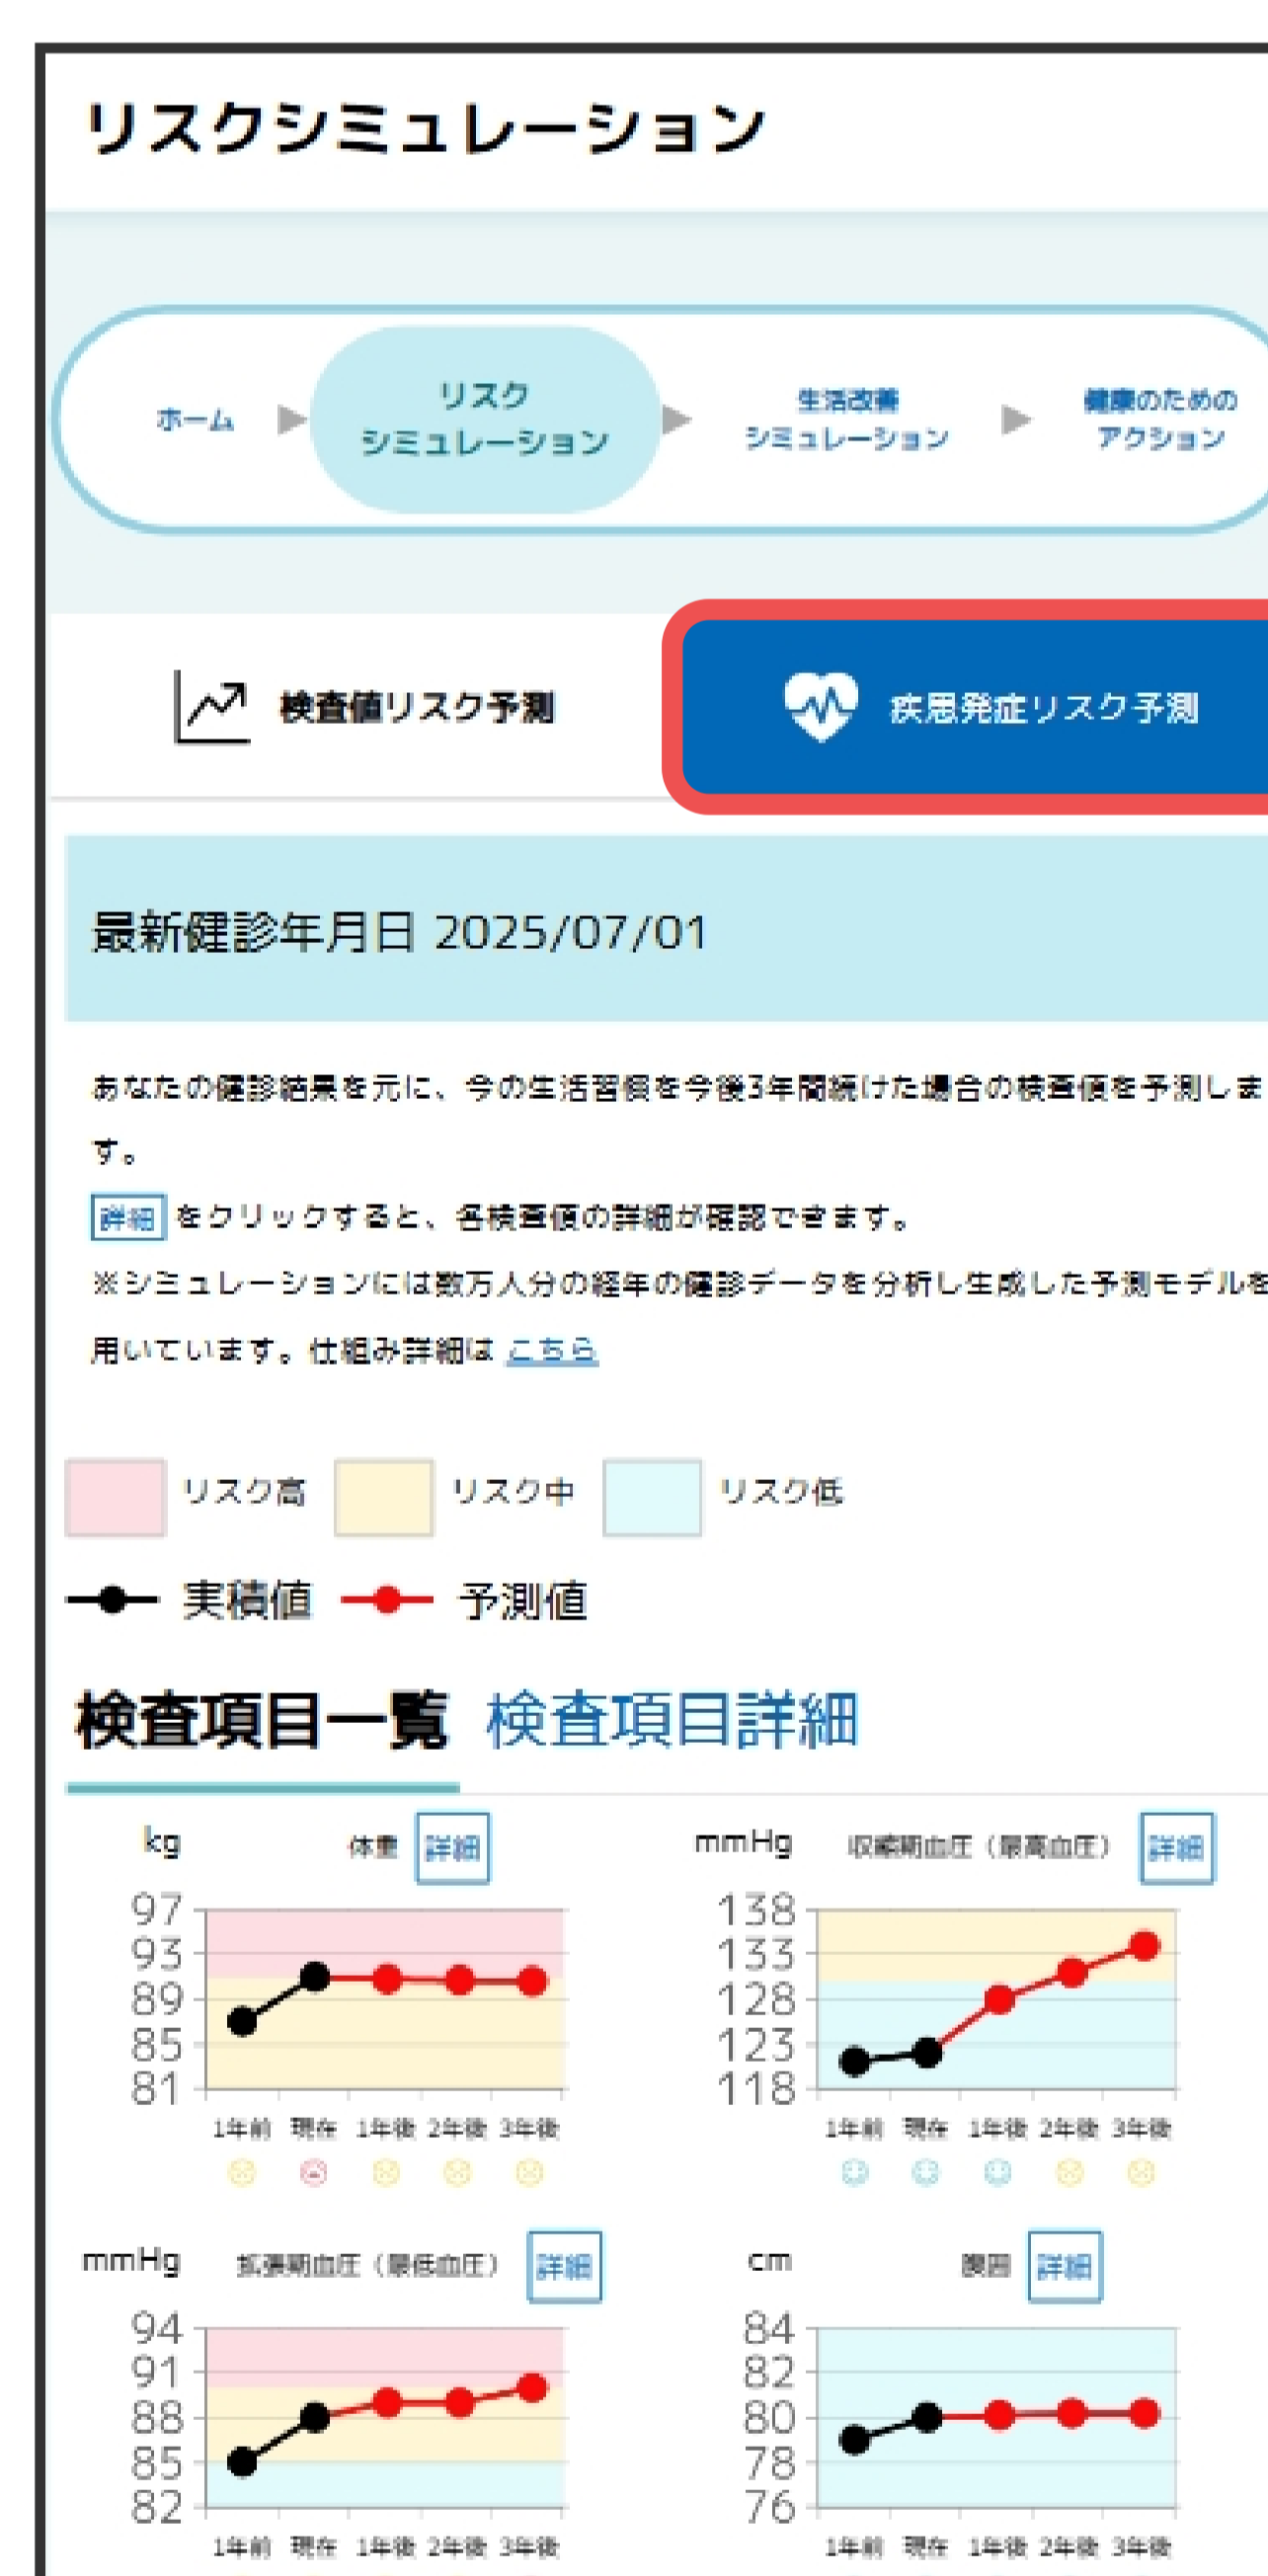 リスクシミュレーション
ホーム
リスク
シミュレーション
生活改善
シミュレーション
健康のための
アクション
検査値リスク予測
疾患発症リスク予測
最新健診年月日 2025/07/01
あなたの健診結果を元に、今の生活習慣を今後3年間続けた場合の検査値を予測しま
す。
詳細 をクリックすると、各検査値の詳細が確認できます。
※シミュレーションには数万人分の経年の健診データを分析し生成した予測モデルを
用いています。仕組み詳細は こちら
リスク高 リスク中 リスク低
実績値 予測値
検査項目一覧 検査項目詳細
kg 体重 詳細
97
93
89
85
81
1年前 現在 1年後 2年後 3年後
mmHg 収縮期血圧（最高血圧） 詳細
138
133
128
123
118
1年前 現在 1年後 2年後 3年後
mmHg 拡張期血圧（最低血圧） 詳細
94
91
88
85
82
1年前 現在 1年後 2年後 3年後
cm 腹囲 詳細
84
82
80
78
76
1年前 現在 1年後 2年後 3年後